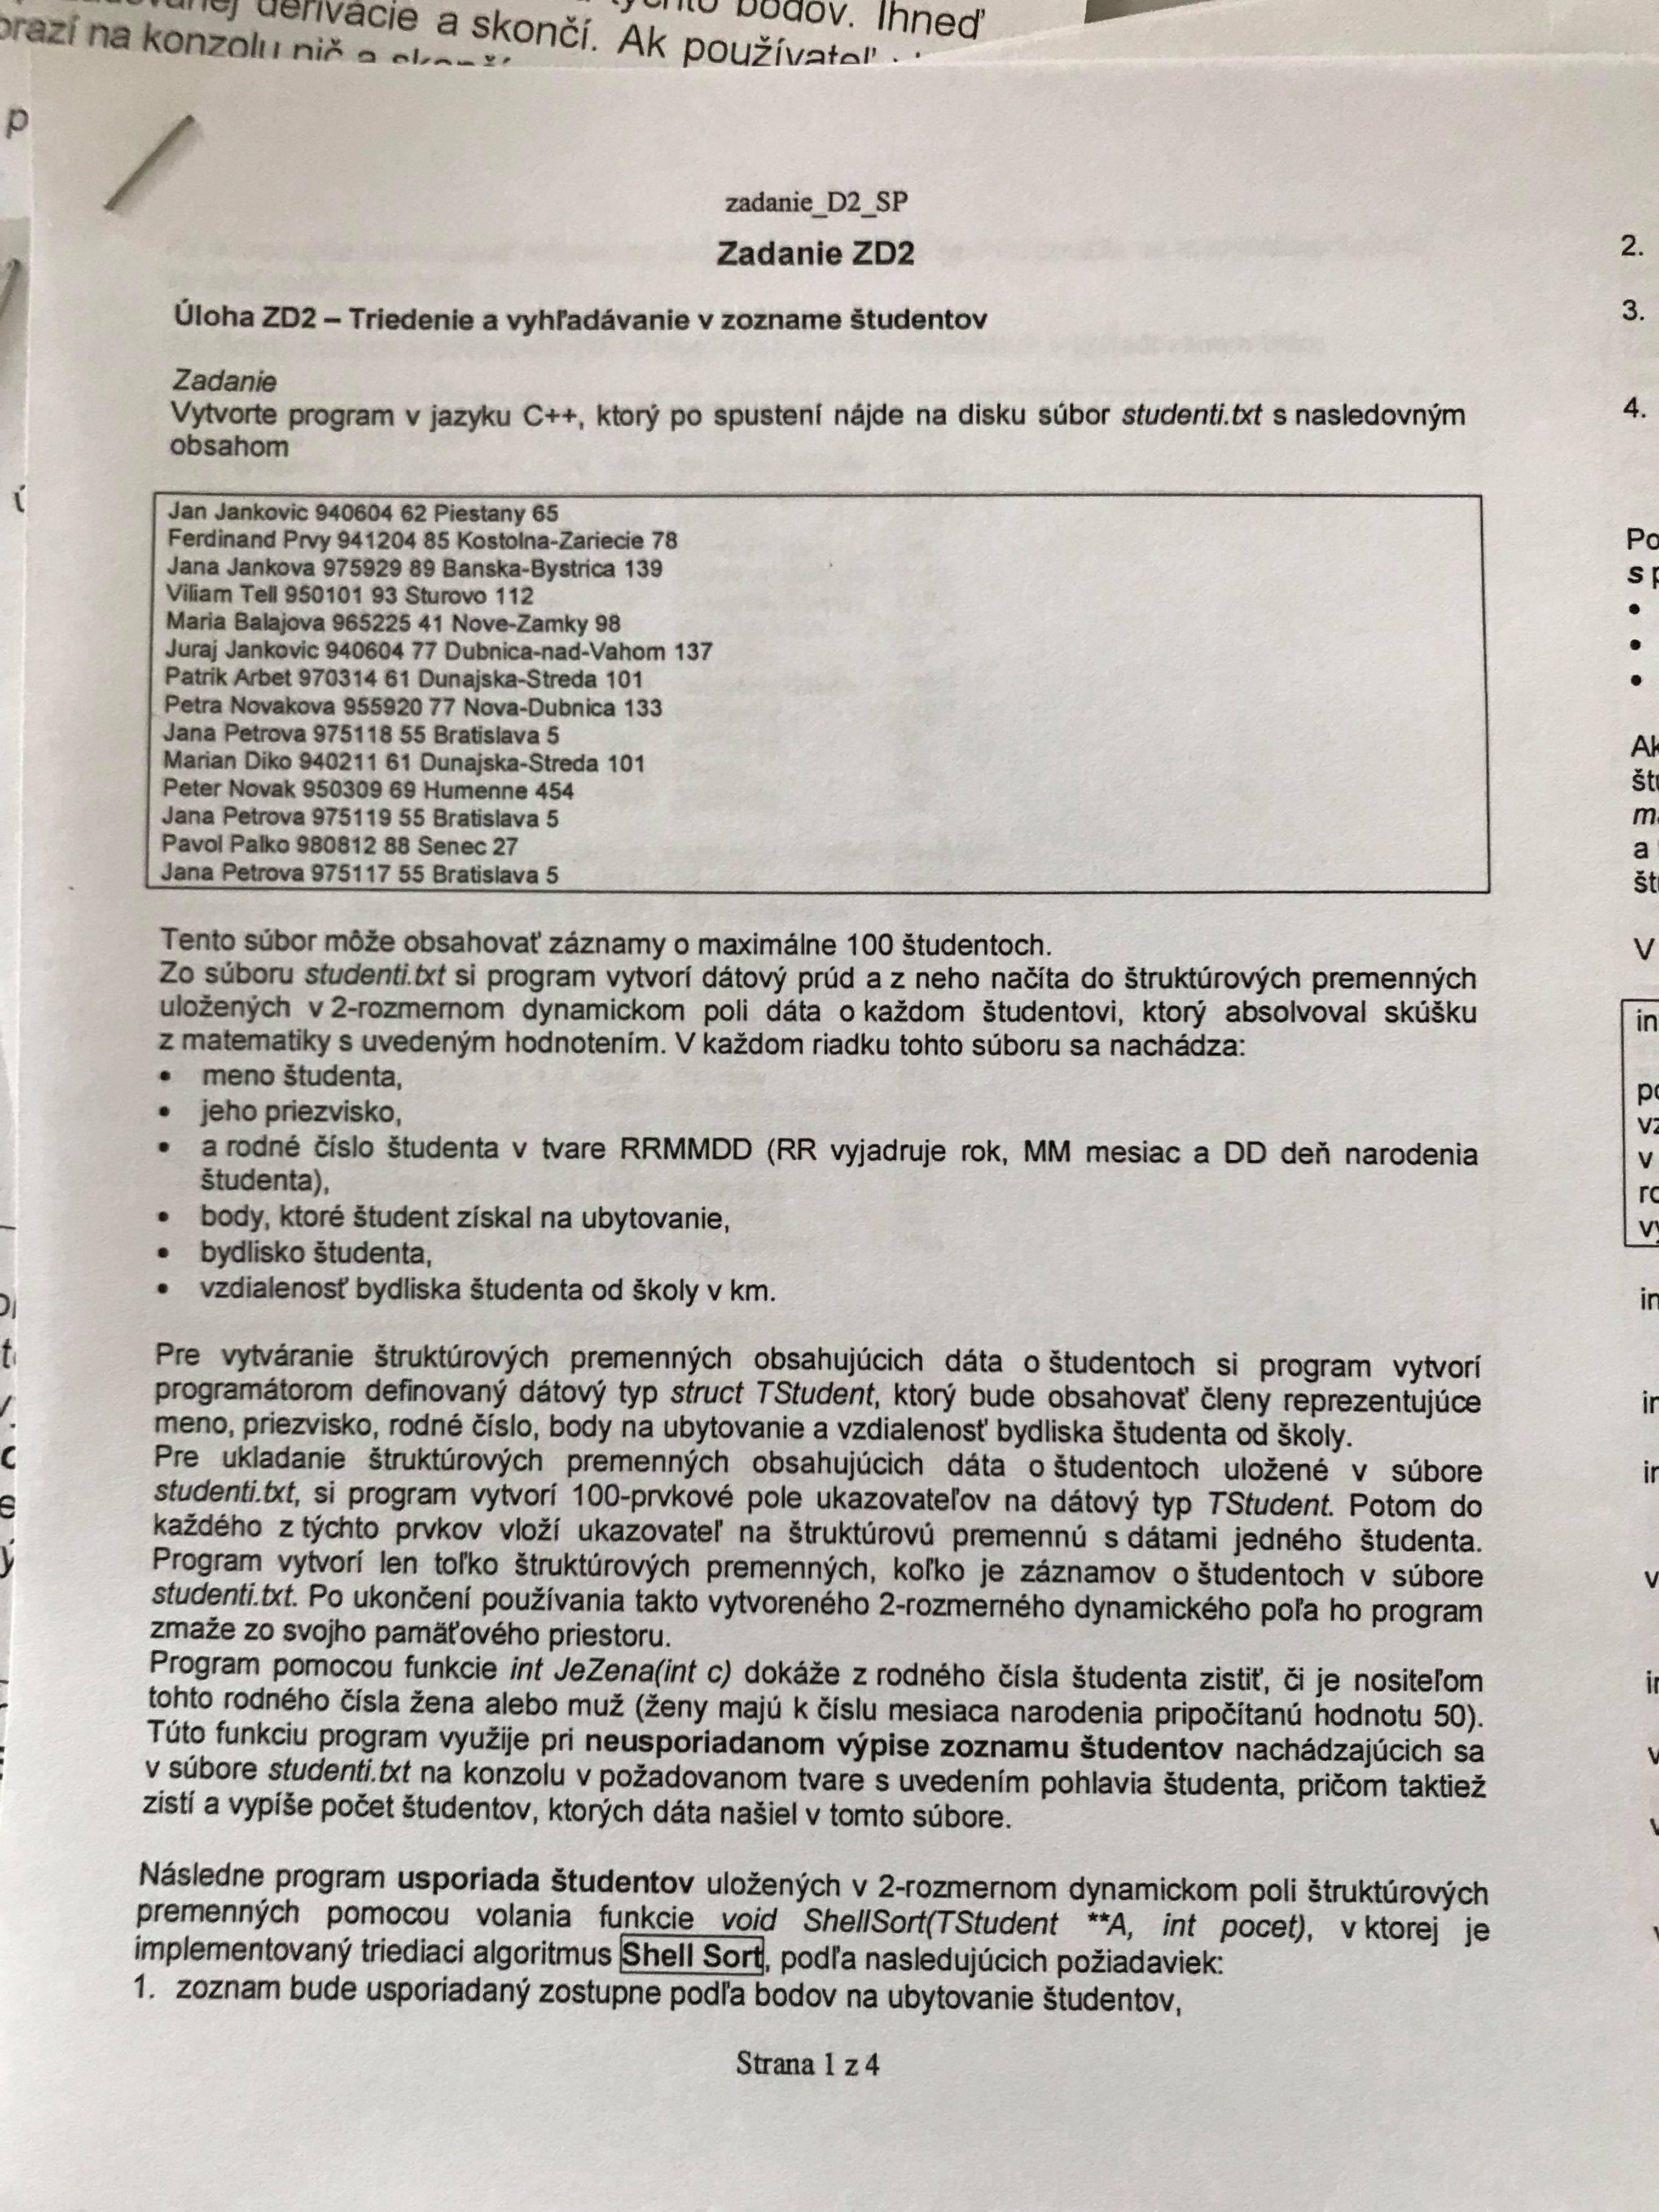 derivácie a skončí. Ak používateľ
bodov. Ihneď
na konzolu nič a
zadanie_D2_SP
Zadanie ZD2
Úloha ZD2 – Triedenie a vyhľadávanie v zozname študentov
Zadanie
Vytvorte program v jazyku C++, ktorý po spustení nájde na disku súbor studenti.txt s nasledovným
obsahom
Jan Jankovic 940604 62 Piestany 65
Ferdinand Prvy 941204 85 Kostolna-Zariecie 78
Jana Jankova 975929 89 Banska-Bystrica 139
Viliam Tell 950101 93 Sturovo 112
Maria Balajova 965225 41 Nove-Zamky 98
Juraj Jankovic 940604 77 Dubnica-nad-Vahom 137
Patrik Arbet 970314 61 Dunajska-Streda 101
Petra Novakova 955920 77 Nova-Dubnica 133
Jana Petrova 975118 55 Bratislava 5
Marian Diko 940211 61 Dunajska-Streda 101
Peter Novak 950309 69 Humenne 454
Jana Petrova 975119 55 Bratislava 5
Pavol Palko 980812 88 Senec 27
Jana Petrova 975117 55 Bratislava 5
Tento súbor môže obsahovať záznamy o maximálne 100 študentoch.
Zo súboru studenti.txt si program vytvorí dátový prúd a z neho načíta do štruktúrových premenných
uložených v 2-rozmernom dynamickom poli dáta o každom študentovi, ktorý absolvoval skúšku
z matematiky s uvedeným hodnotením. V každom riadku tohto súboru sa nachádza:
• meno študenta,
• jeho priezvisko,
• a rodné číslo študenta v tvare RRMMDD (RR vyjadruje rok, MM mesiac a DD deň narodenia
študenta),
• body, ktoré študent získal na ubytovanie,
• bydlisko študenta,
• vzdialenosť bydliska študenta od školy v km.
Pre vytváranie štruktúrových premenných obsahujúcich dáta o študentoch si program vytvorí
programátorom definovaný dátový typ struct TStudent, ktorý bude obsahovať členy reprezentujúce
meno, priezvisko, rodné číslo, body na ubytovanie a vzdialenosť bydliska študenta od školy.
Pre ukladanie štruktúrových premenných obsahujúcich dáta o študentoch uložené v súbore
studenti.txt, si program vytvorí 100-prvkové pole ukazovateľov na dátový typ TStudent. Potom do
každého z týchto prvkov vloží ukazovateľ na štruktúrovú premennú s dátami jedného študenta.
Program vytvorí len toľko štruktúrových premenných, koľko je záznamov o študentoch v súbore
studenti.txt. Po ukončení používania takto vytvoreného 2-rozmerného dynamického poľa ho program
zmaže zo svojho pamäťového priestoru.
Program pomocou funkcie int JeZena(int c) dokáže z rodného čísla študenta zistiť, či je nositeľom
tohto rodného čísla žena alebo muž (ženy majú k číslu mesiaca narodenia pripočítanú hodnotu 50).
Túto funkciu program využije pri neusporiadanom výpise zoznamu študentov nachádzajúcich sa
v súbore studenti.txt na konzolu v požadovanom tvare s uvedením pohlavia študenta, pričom taktiež
zistí a vypíše počet študentov, ktorých dáta našiel v tomto súbore.
Následne program usporiada študentov uložených v 2-rozmernom dynamickom poli štruktúrových
premenných pomocou volania funkcie void ShellSort(TStudent **A, int pocet), v ktorej je
implementovaný triediaci algoritmus Shell Sort, podľa nasledujúcich požiadaviek:
1. zoznam bude usporiadaný zostupne podľa bodov na ubytovanie študentov,
Strana 1 z 4
2.
3.
4.